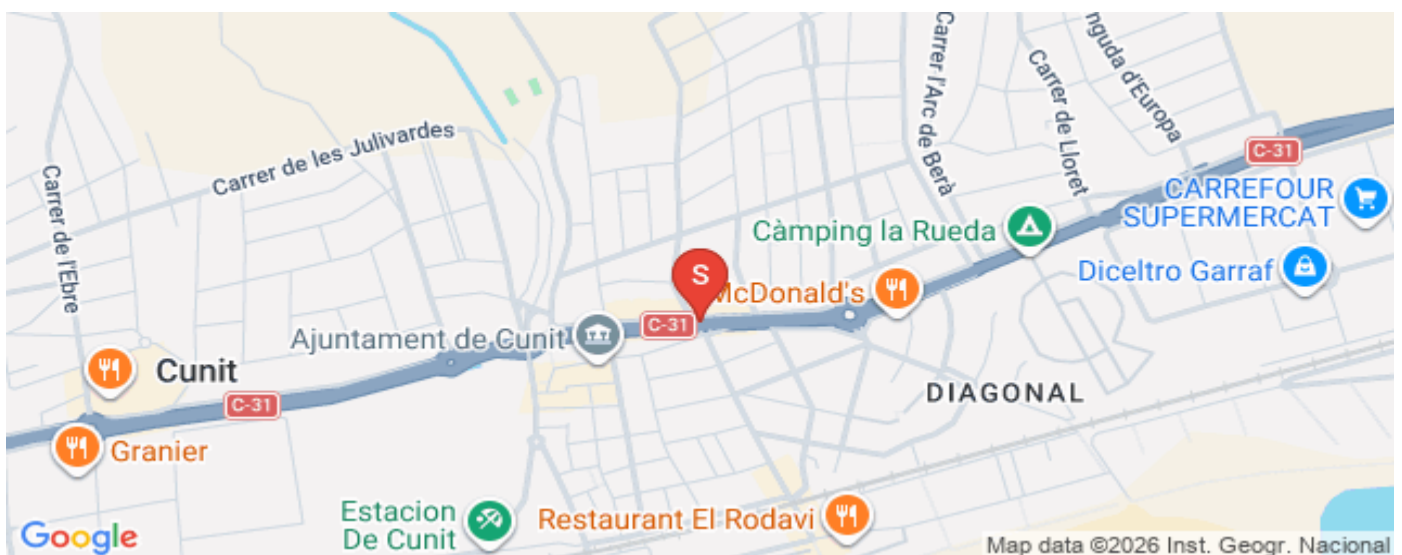 nguda d'Europa
Carrer l'Arc de Berà
Carrer de Lloret
Carrer de les Julivardes
C-31
Carrer de l'Ebre
CARREFOUR
SUPERMERCAT
Càmping la Rueda
Diceltro Garraf
S
McDonald's
C-31
Ajuntament de Cunit
Cunit
DIAGONAL
C-31
Granier
Estacion
De Cunit
Restaurant El Rodavi
Google
Map data ©2026 Inst. Geogr. Nacional